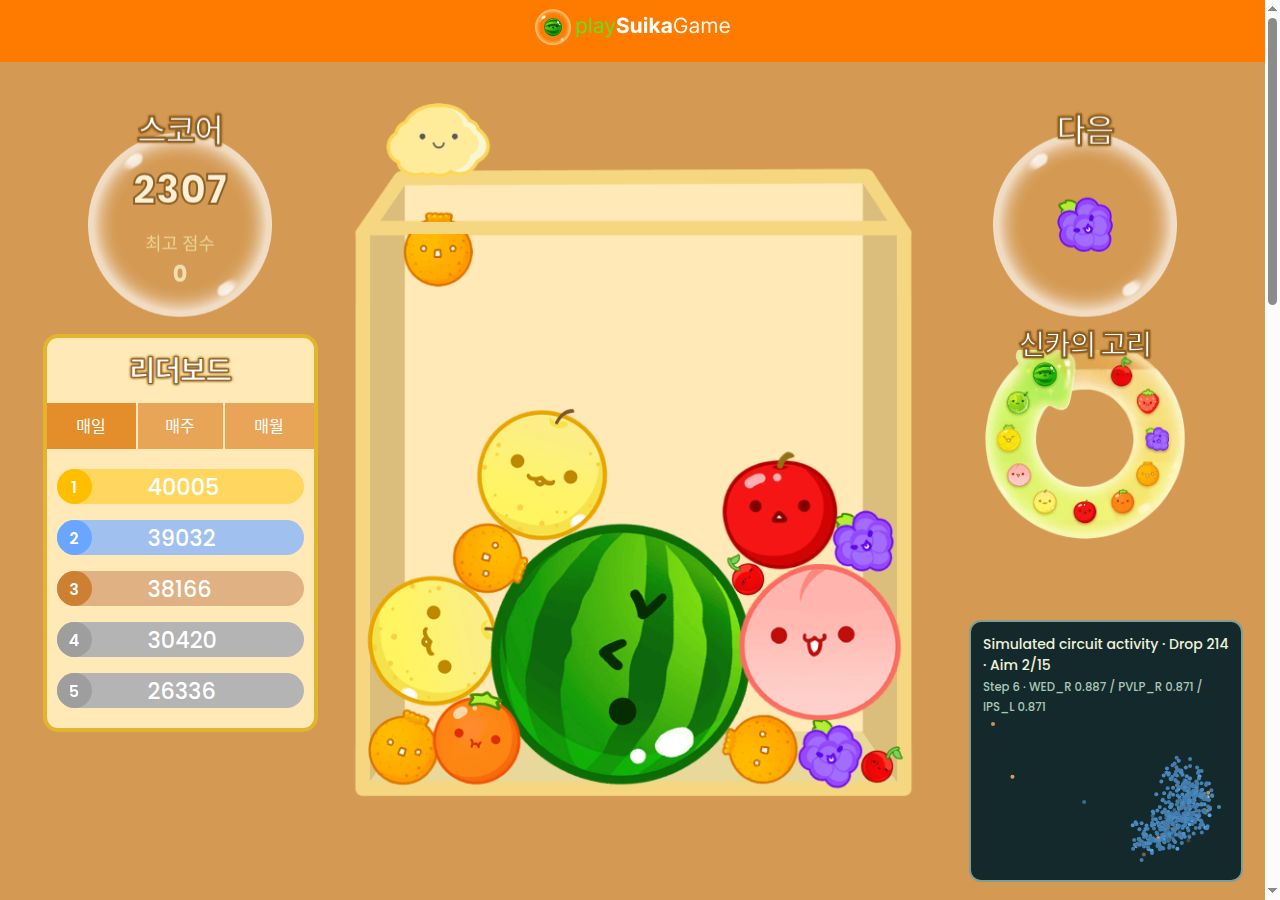 playSuikaGame
스코어
2307
최고 점수
0
다음
신카의 고리
리더보드
매일 매주 매월
1 40005
2 39032
3 38166
4 30420
5 26336
Simulated circuit activity · Drop 214
· Aim 2/15
Step 6 · WED_R 0.887 / PVLP_R 0.871 /
IPS_L 0.871